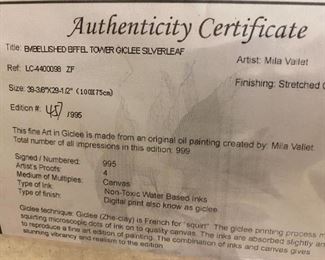 Authenticity Certificate
Title: EMBELLISHED EIFFEL TOWER GICLEE SILVERLEAF
Artist: Mila Vallet
Ref: LC-4400098 ZF
Finishing: Stretched
Size: 39-3.8"X29-1.2" (100X75cm)
Edition #: /995
This fine Art in Giclee is made from an original oil painting created by: Mila Vallet.
Total number of all impressions in this edition: 999
Signed / Numbered: 995
Artist's Proofs: 4
Medium of Multiples: Canvas
Type of Ink: Non-Toxic Water Based Inks
Type of print: Digital print also know as giclee
Giclee technique: Giclee (Zhe-clay) is French for "squirt" The giclee printing process
squirting microscopic dots of ink on to quality canvas. The inks are absorbed slightly an
to reproduce a fine art edition of painting. The combination of inks and canvas gives
stunning vibrancy and realism to the edition